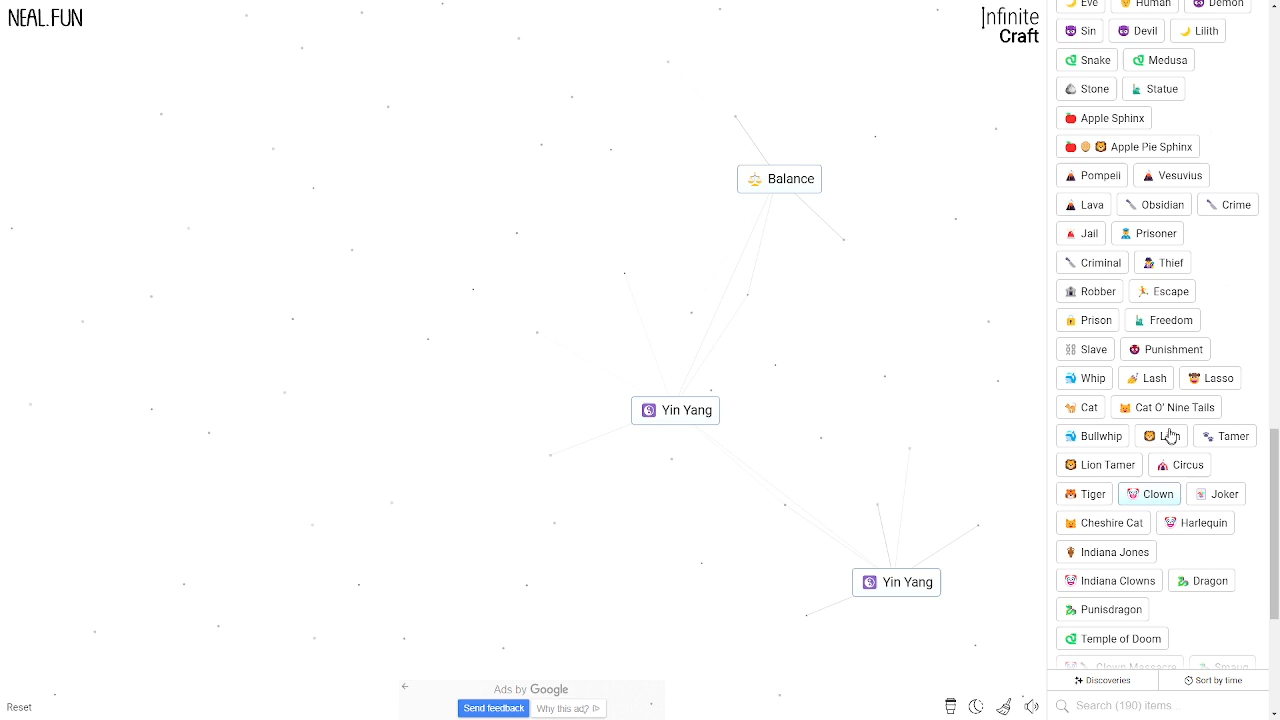 NEAL.FUN
Infinite
Craft
Balance
Yin Yang
Yin Yang
Eve Human Demon
Sin Devil Lilith
Snake Medusa
Stone Statue
Apple Sphinx
Apple Pie Sphinx
Pompeii Vesuvius
Lava Obsidian Crime
Jail Prisoner
Criminal Thief
Robber Escape
Prison Freedom
Slave Punishment
Whip Lash Lasso
Cat Cat O' Nine Tails
Bullwhip Tamer
Lion Tamer Circus
Clown Joker
Cheshire Cat Harlequin
Indiana Jones
Indiana Clowns Dragon
Punisdragon
Temple of Doom
Clown Massacre Smaug
Discoveries Sort by time
Search (190) items...
Ads by Google
Send feedback Why this ad?
Reset